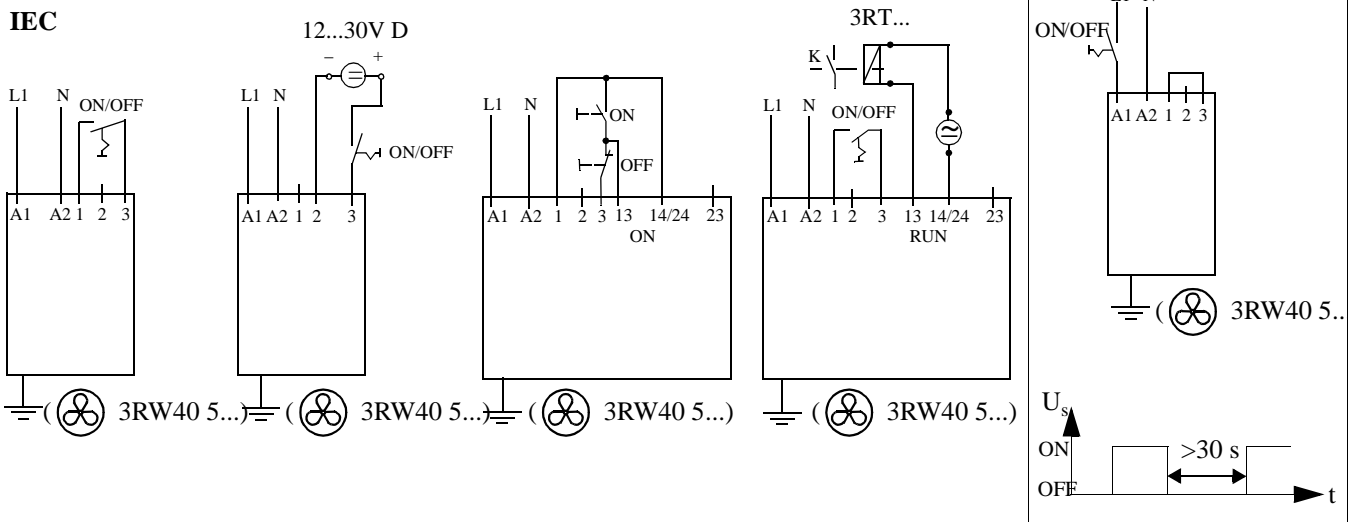 IEC
12...30V D
− +
L1 N ON/OFF
A1 A2 1 2 3
( 3RW40 5...)
L1 N
ON/OFF
A1 A2 1 2 3
( 3RW40 5...)
L1 N
ON
OFF
A1 A2 1 2 3 13 14/24 23
ON
( 3RW40 5...)
3RT...
K
L1 N ON/OFF
A1 A2 1 2 3 13 14/24 23
RUN
( 3RW40 5...)
ON/OFF
A1 A2 1 2 3
( 3RW40 5..
Us
ON
>30 s
OFF
t